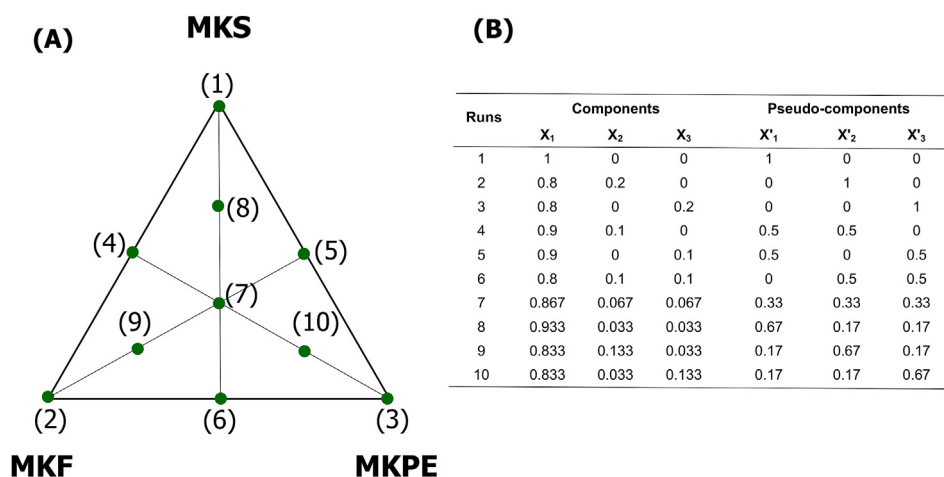 (A)
MKS
(1)
(8)
(4)
(5)
(7)
(9)
(10)
(2)
(6)
(3)
MKF
MKPE
(B)
Runs Components Pseudo-components
X₁ X₂ X₃ X'₁ X'₂ X'₃
1 1 0 0 1 0 0
2 0.8 0.2 0 0 1 0
3 0.8 0 0.2 0 0 1
4 0.9 0.1 0 0.5 0.5 0
5 0.9 0 0.1 0.5 0 0.5
6 0.8 0.1 0.1 0 0.5 0.5
7 0.867 0.067 0.067 0.33 0.33 0.33
8 0.933 0.033 0.033 0.67 0.17 0.17
9 0.833 0.133 0.033 0.17 0.67 0.17
10 0.833 0.033 0.133 0.17 0.17 0.67